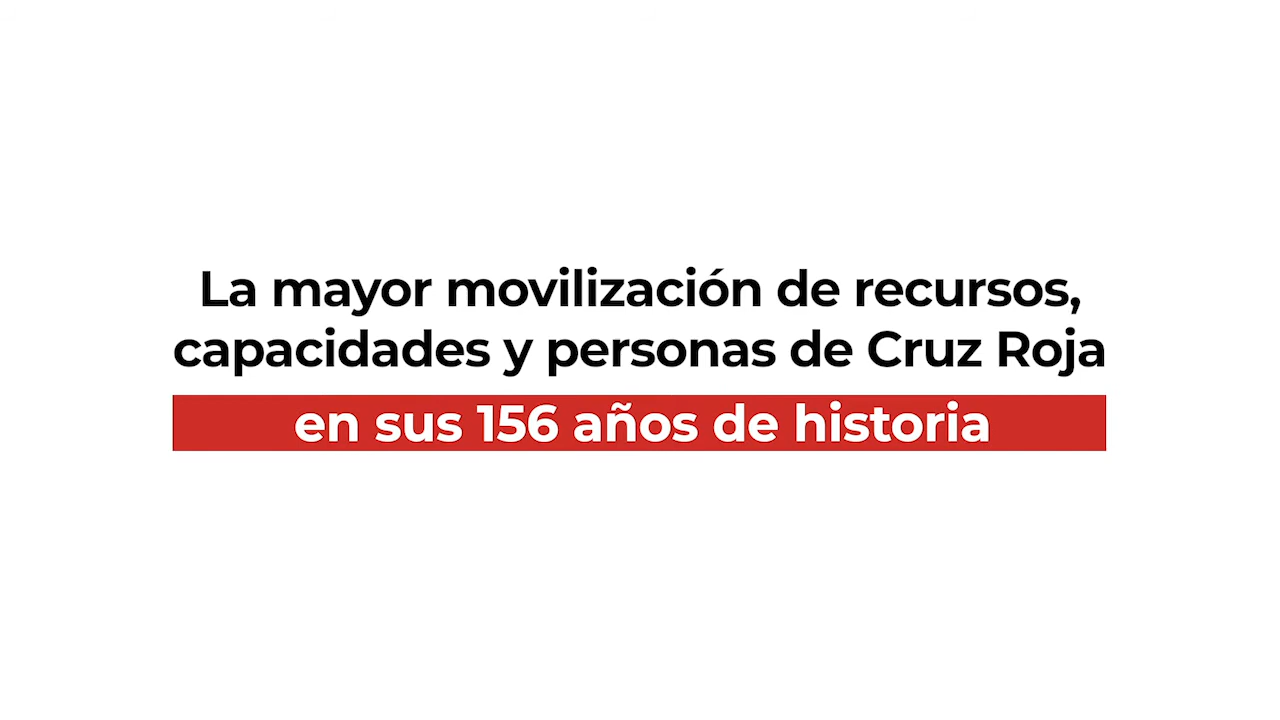 La mayor movilización de recursos,
capacidades y personas de Cruz Roja
en sus 156 años de historia